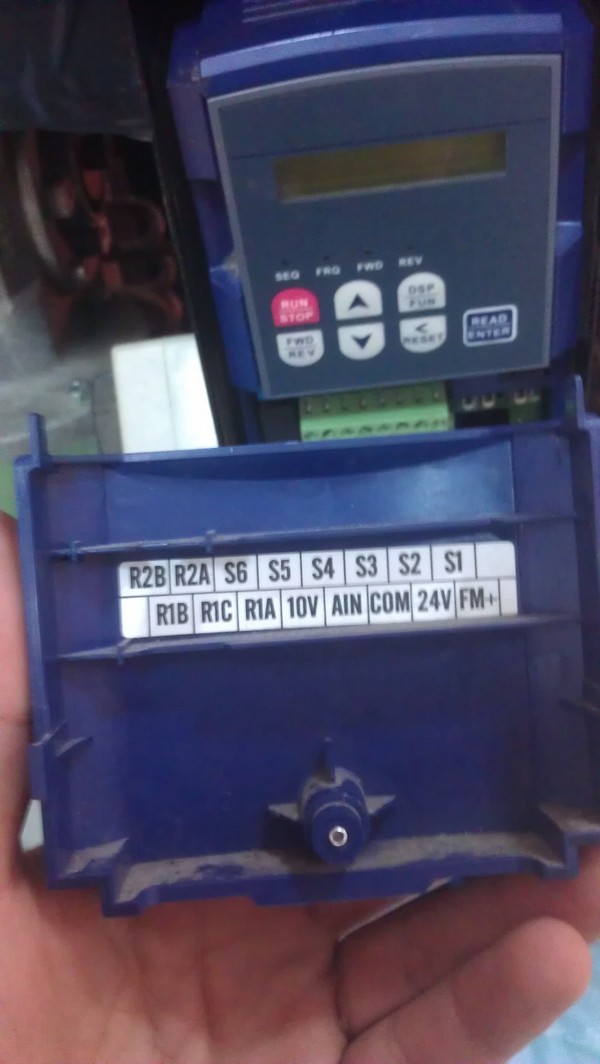 SEQ FRQ FWD REV
RUN STOP
DSP FUN
FWD REV
< RESET
READ ENTER
R2B R2A S6 S5 S4 S3 S2 S1
R1B R1C R1A 10V AIN COM 24V FM+